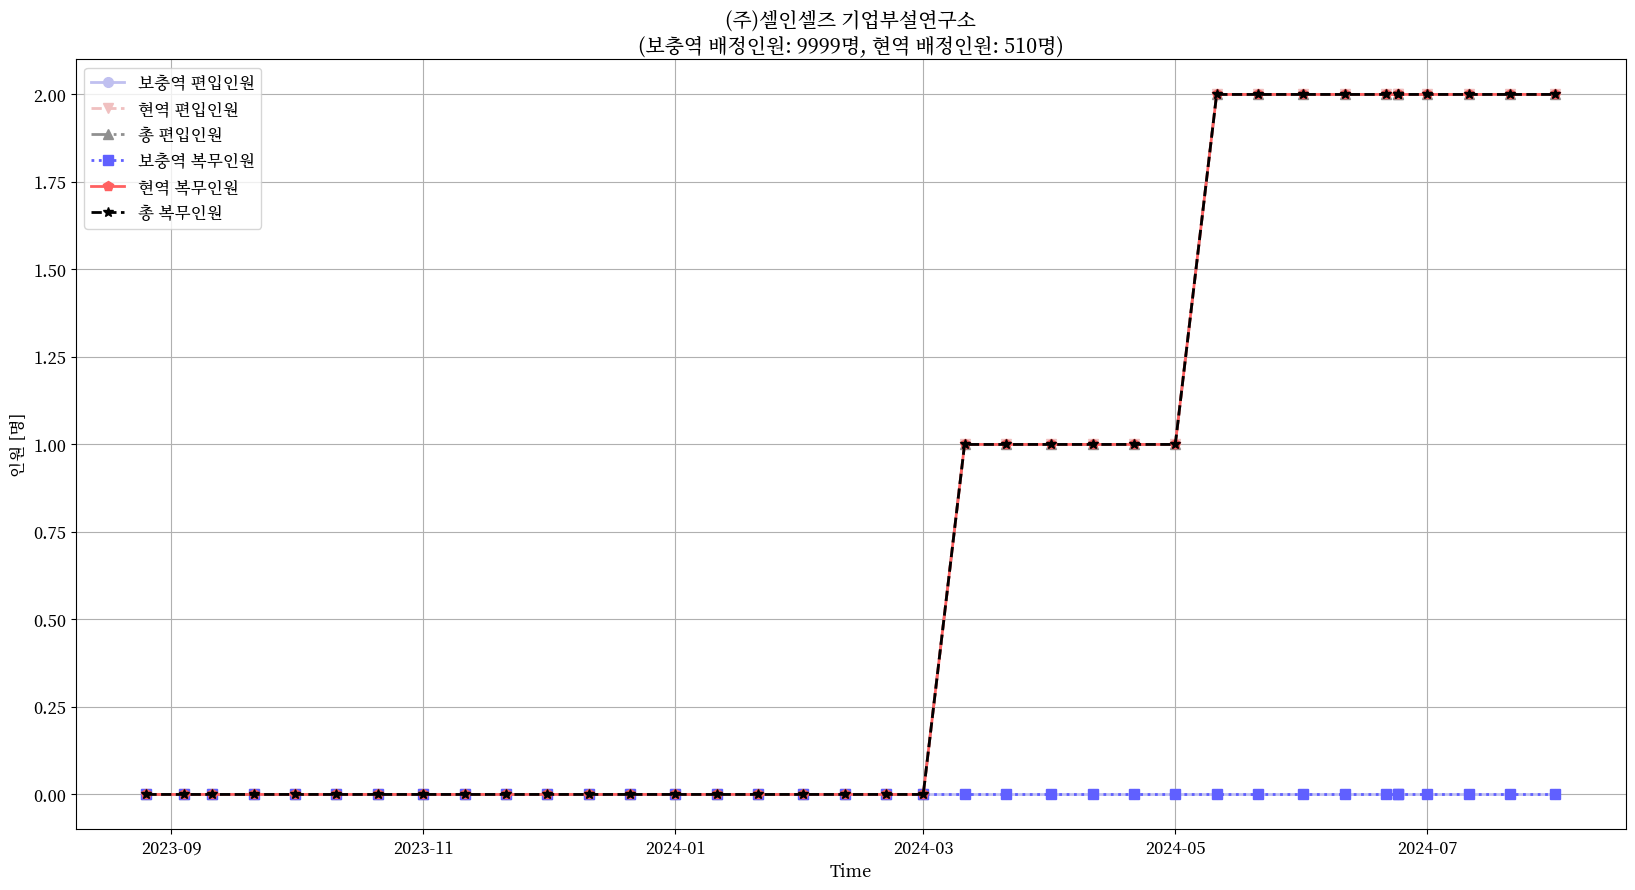 (주)셀인셀즈 기업부설연구소
(보충역 배정인원: 9999명, 현역 배정인원: 510명)
보충역 편입인원
현역 편입인원
총 편입인원
보충역 복무인원
현역 복무인원
총 복무인원
2.00
1.75
1.50
1.25
1.00
0.75
0.50
0.25
0.00
인원 [명]
2023-09
2023-11
2024-01
2024-03
2024-05
2024-07
Time